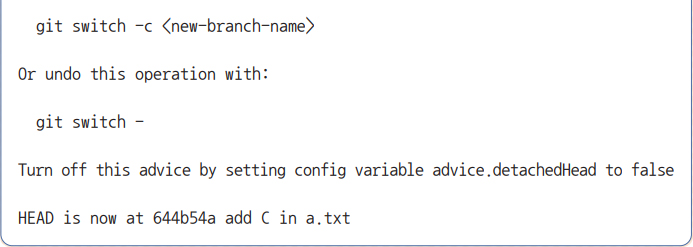 git switch -c <new-branch-name>
Or undo this operation with:
git switch -
Turn off this advice by setting config variable advice.detachedHead to false
HEAD is now at 644b54a add C in a.txt